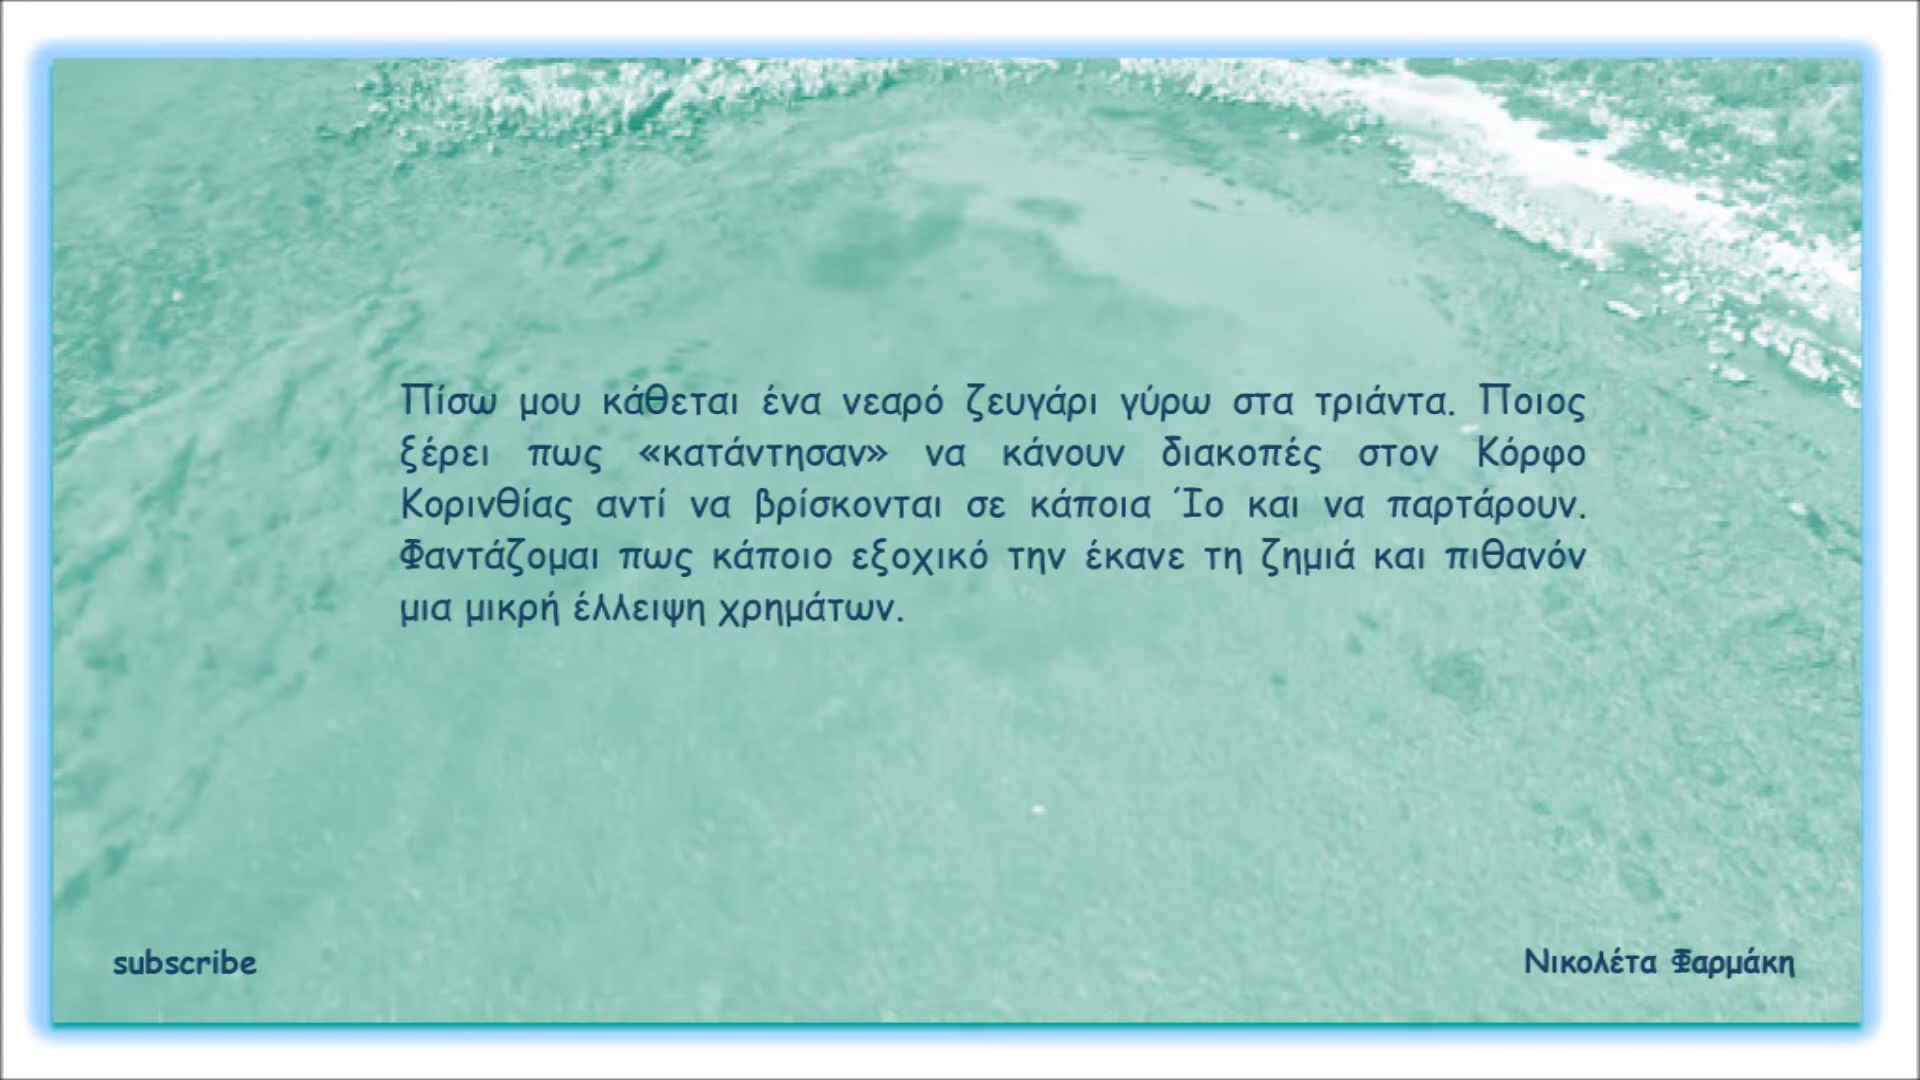 Πίσω μου κάθεται ένα νεαρό ζευγάρι γύρω στα τριάντα. Ποιος
ξέρει πως «κατάντησαν» να κάνουν διακοπές στον Κόρφο
Κορινθίας αντί να βρίσκονται σε κάποια Ίο και να παρτάρουν.
Φαντάζομαι πως κάποιο εξοχικό την έκανε τη ζημιά και πιθανόν
μια μικρή έλλειψη χρημάτων.
subscribe
Νικολέτα Φαρμάκη